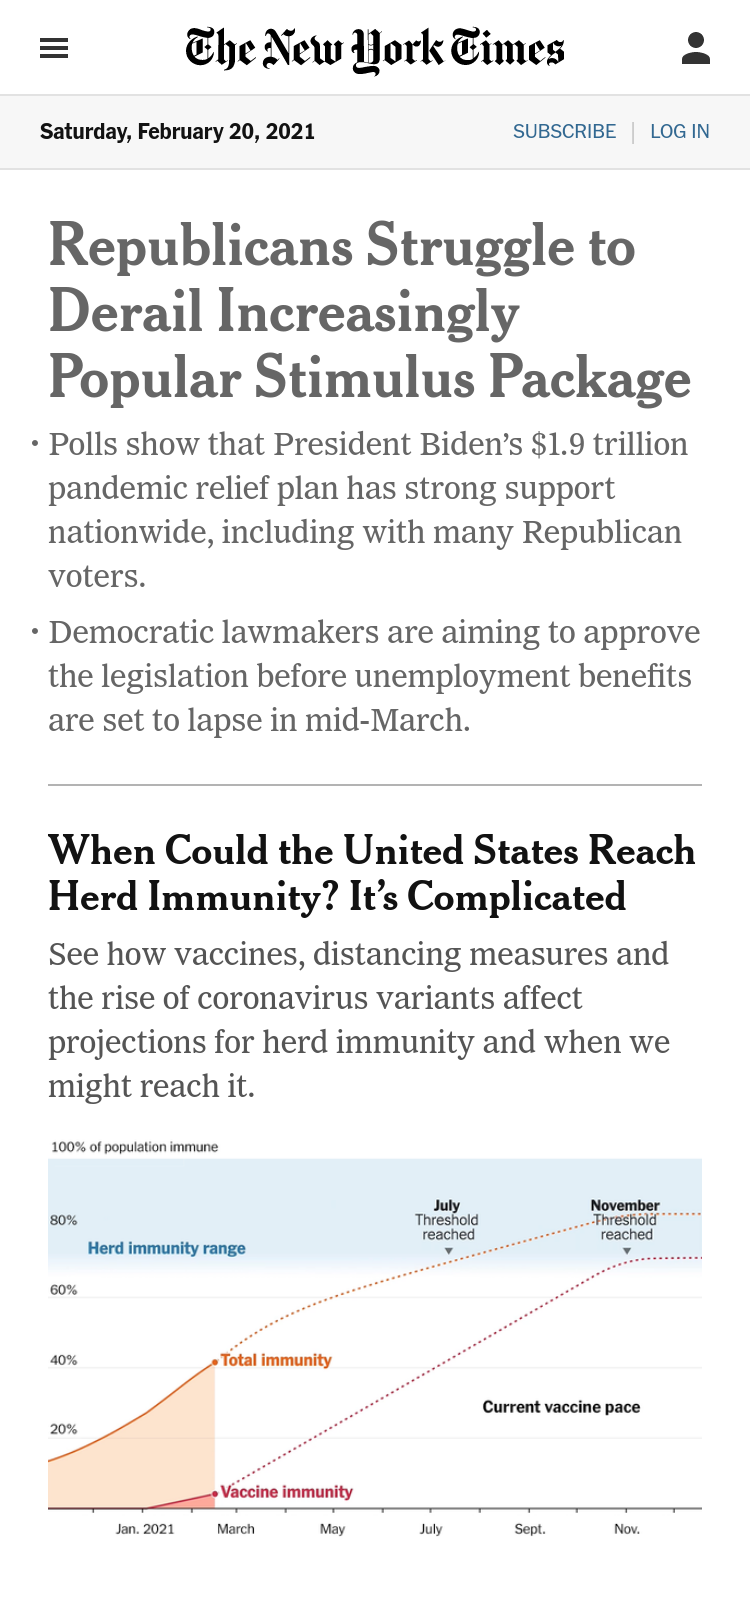 The New York Times
Saturday, February 20, 2021
SUBSCRIBE | LOG IN
Republicans Struggle to
Derail Increasingly
Popular Stimulus Package
• Polls show that President Biden’s $1.9 trillion
pandemic relief plan has strong support
nationwide, including with many Republican
voters.
• Democratic lawmakers are aiming to approve
the legislation before unemployment benefits
are set to lapse in mid-March.
When Could the United States Reach
Herd Immunity? It’s Complicated
See how vaccines, distancing measures and
the rise of coronavirus variants affect
projections for herd immunity and when we
might reach it.
100% of population immune
July
Threshold
reached
November
Threshold
reached
80%
Herd immunity range
60%
40%
Total immunity
Current vaccine pace
20%
Vaccine immunity
Jan. 2021 March May July Sept. Nov.